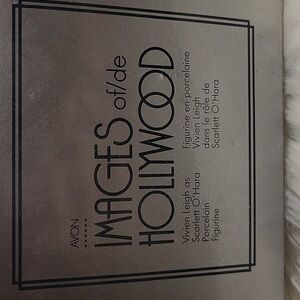 AVON
IMAGES of/de
HOLLYWOOD
Vivien Leigh as
Scarlett O'Hara
Porcelain
Figurine
Figurine en porcelaine
Vivien Leigh
dans le rôle de
Scarlett O'Hara